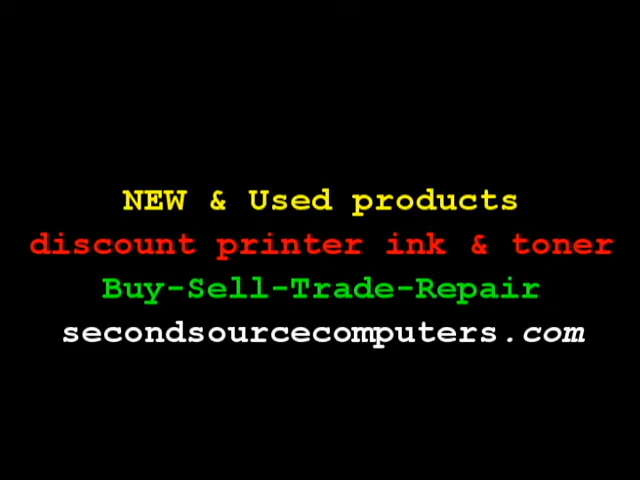 NEW & Used products
discount printer ink & toner
Buy-Sell-Trade-Repair
secondsourcecomputers.com